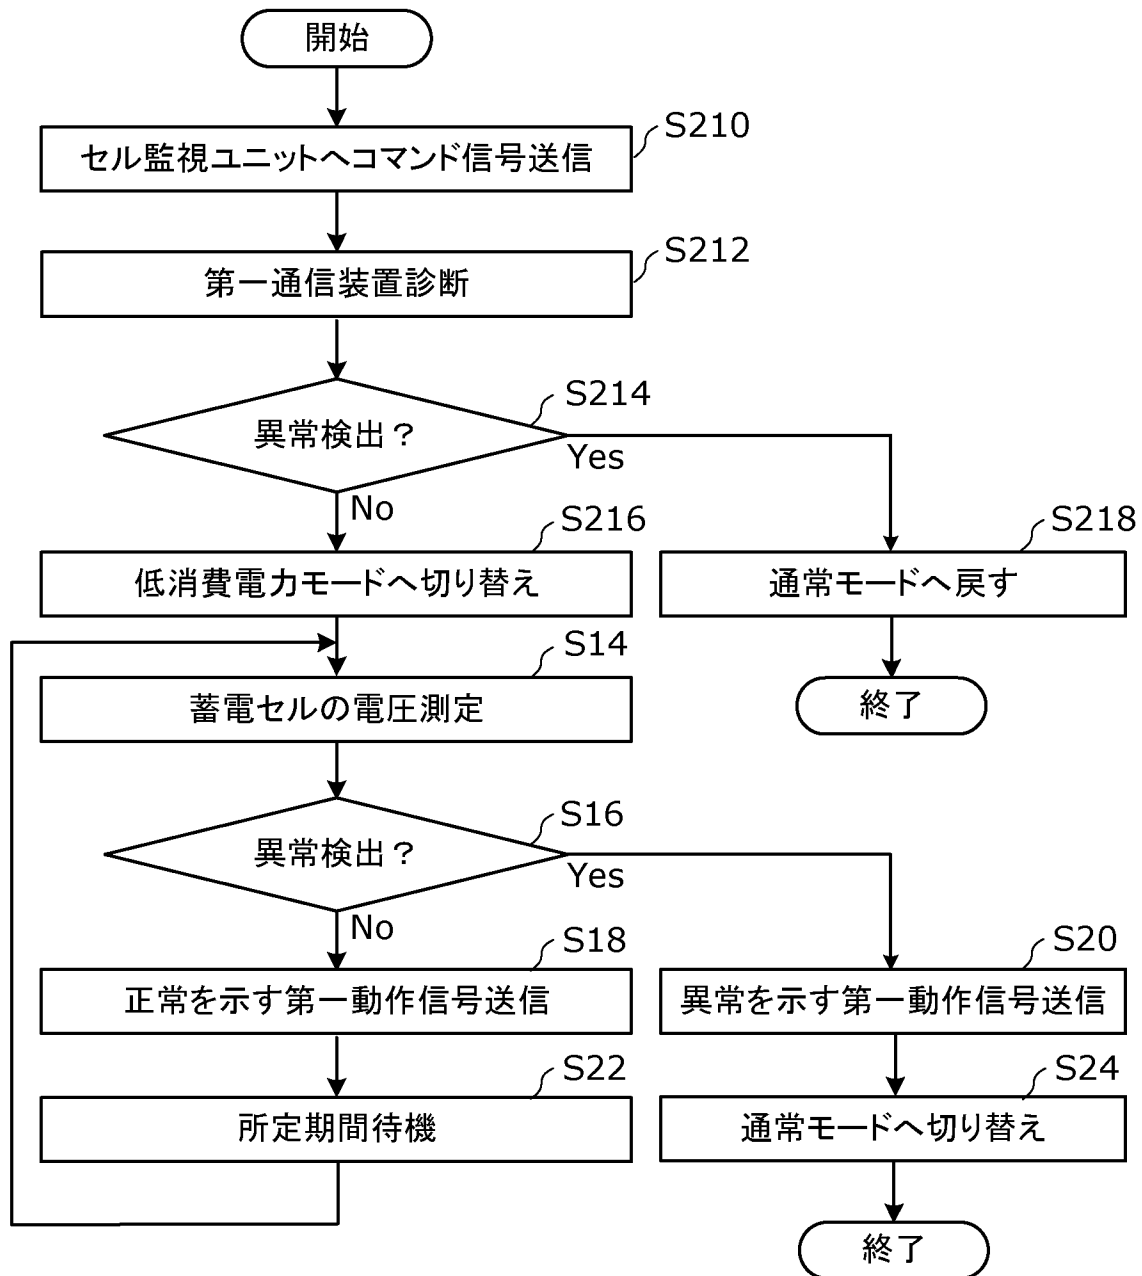 開始
セル監視ユニットへコマンド信号送信
S210
第一通信装置診断
S212
異常検出?
S214
Yes
No
低消費電力モードへ切り替え
S216
通常モードへ戻す
S218
終了
蓄電セルの電圧測定
S14
異常検出?
S16
Yes
No
正常を示す第一動作信号送信
S18
異常を示す第一動作信号送信
S20
所定期間待機
S22
通常モードへ切り替え
S24
終了